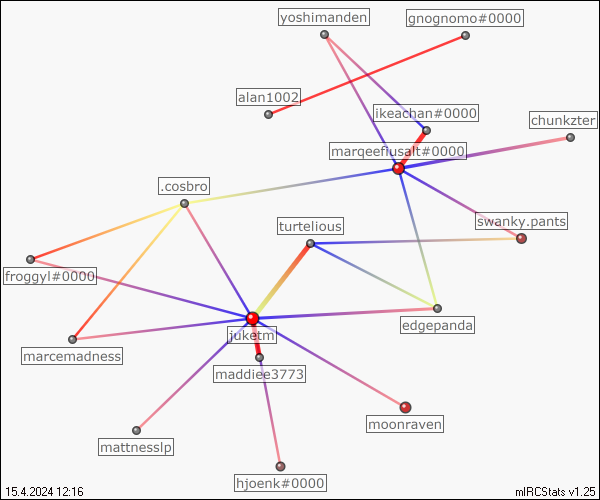 yoshimanden
gnognomo#0000
alan1002
ikeachan#0000
chunkzter
marqeeflusalt#0000
.cosbro
swanky.pants
turtelious
froggyl#0000
edgepanda
juketm
marcemadness
maddiee3773
moonraven
mattnesslp
hjoenk#0000
15.4.2024 12:16
mIRCStats v1.25